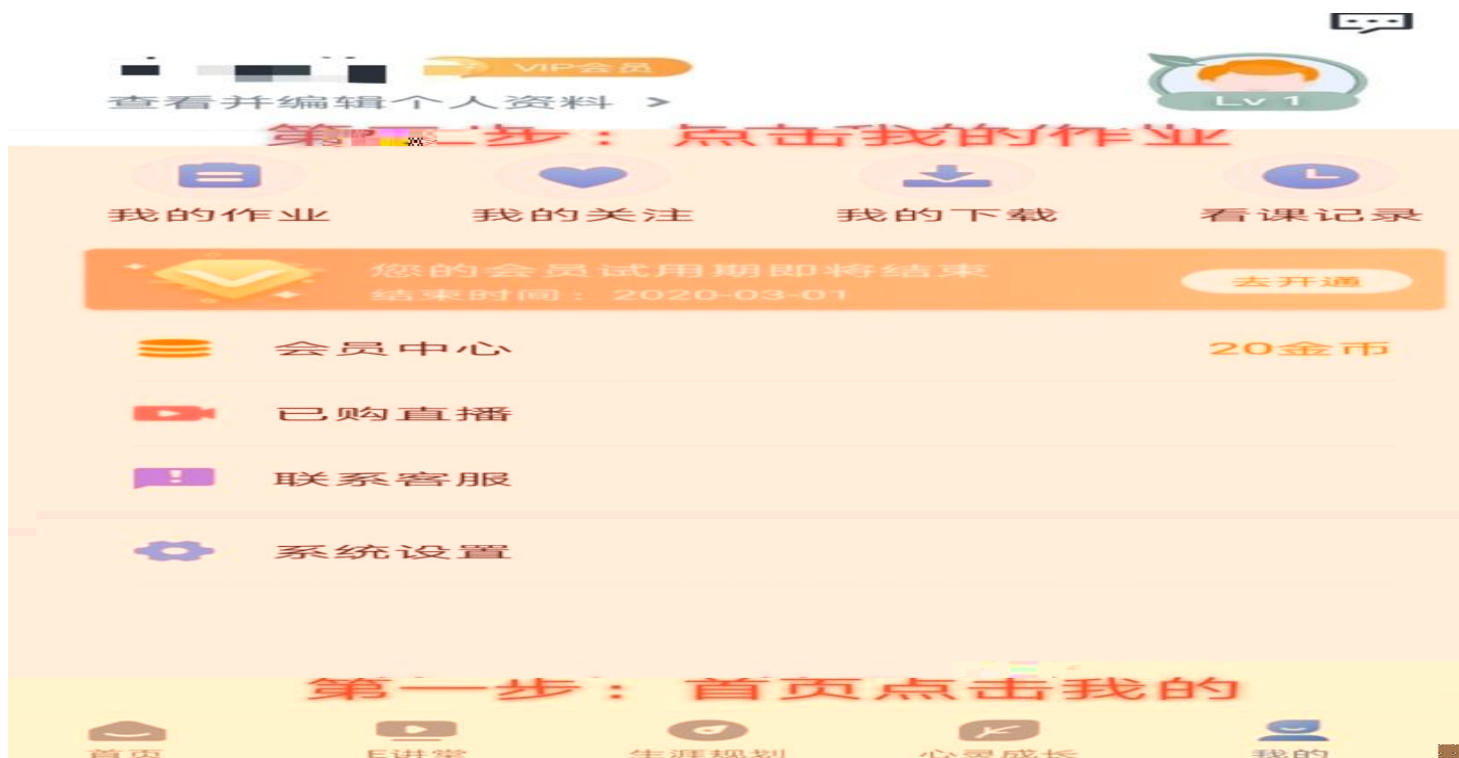 VIP会员
查看并编辑个人资料 >
Lv 1
第二步：点击我的作业
我的作业 我的关注 我的下载 看课记录
您的会员试用期即将结束
结束时间：2020-03-01
去开通
会员中心 20金币
已购直播
联系客服
系统设置
第一步：首页点击我的
首页 E讲堂 生涯规划 心灵成长 我的